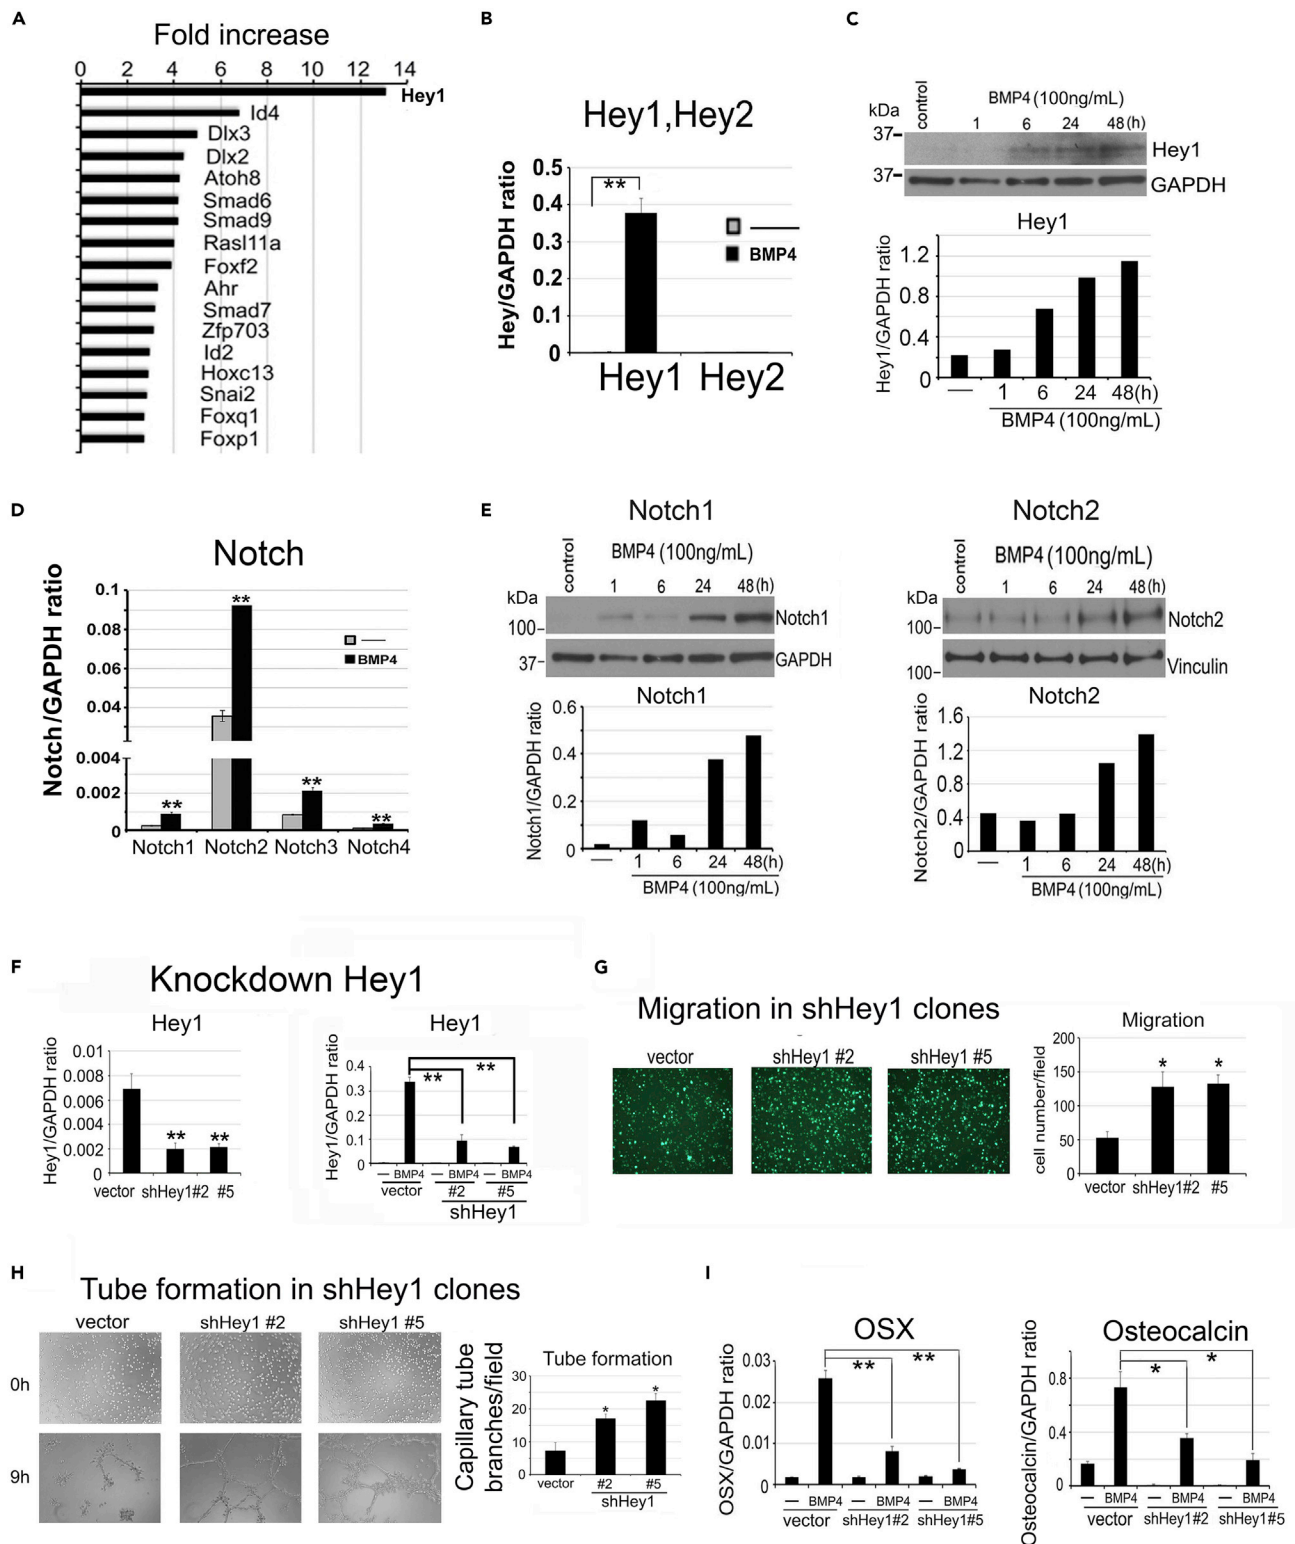 A
Fold increase
0 2 4 6 8 10 12 14
Hey1
Id4
Dlx3
Dlx2
Atoh8
Smad6
Smad9
Rasl11a
Foxf2
Ahr
Smad7
Zfp703
Id2
Hoxc13
Snai2
Foxq1
Foxp1
B
Hey1,Hey2
Hey/GAPDH ratio
0.5
0.4
0.3
0.2
0.1
0
**
—
BMP4
Hey1 Hey2
C
kDa
control
BMP4 (100ng/mL)
1 6 24 48(h)
37
Hey1
37
GAPDH
Hey1
Hey1/GAPDH ratio
1.2
0.8
0.4
0
— 1 6 24 48(h)
BMP4 (100ng/mL)
D
Notch
Notch/GAPDH ratio
0.1
0.08
0.06
0.04
0.004
0.002
0
** ** ** **
—
BMP4
Notch1 Notch2 Notch3 Notch4
E
Notch1
control
BMP4 (100ng/mL)
1 6 24 48(h)
kDa
100
Notch1
37
GAPDH
Notch1
Notch1/GAPDH ratio
0.6
0.4
0.2
0
— 1 6 24 48(h)
BMP4 (100ng/mL)
Notch2
control
BMP4 (100ng/mL)
1 6 24 48(h)
kDa
100
Notch2
100
Vinculin
Notch2
Notch2/GAPDH ratio
1.6
1.2
0.8
0.4
0
— 1 6 24 48(h)
BMP4 (100ng/mL)
F
Knockdown Hey1
Hey1
Hey1/GAPDH ratio
0.01
0.008
0.006
0.004
0.002
0
** **
vector shHey1#2 #5
Hey1
Hey1/GAPDH ratio
0.4
0.3
0.2
0.1
0
** **
— BMP4 — BMP4 — BMP4
vector #2 #5
shHey1
G
Migration in shHey1 clones
vector shHey1 #2 shHey1 #5
Migration
cell number/field
200
150
100
50
0
* *
vector shHey1#2 #5
H
Tube formation in shHey1 clones
vector shHey1 #2 shHey1 #5
0h
9h
Tube formation
Capillary tube
branches/field
30
20
10
0
* *
vector #2 #5
shHey1
I
OSX
OSX/GAPDH ratio
0.03
0.02
0.01
0
** **
— BMP4 — BMP4 — BMP4
vector shHey1#2 shHey1#5
Osteocalcin
Osteocalcin/GAPDH ratio
0.8
0.4
0
* *
— BMP4 — BMP4 — BMP4
vector shHey1#2 shHey1#5